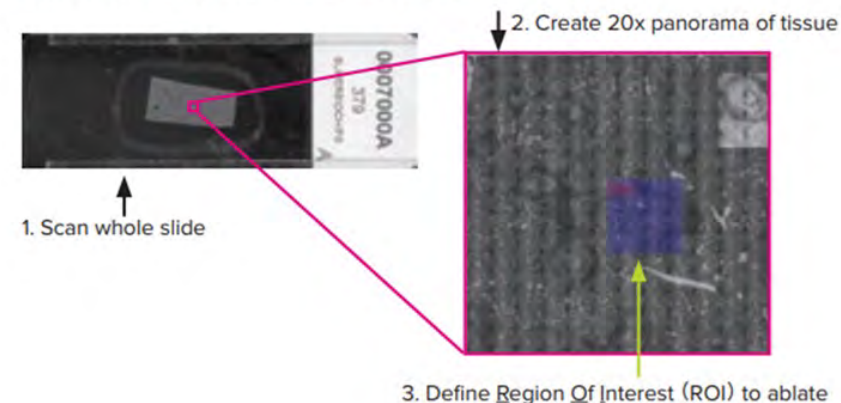 2. Create 20x panorama of tissue
0007000A
379
A
1. Scan whole slide
3. Define Region Of Interest (ROI) to ablate